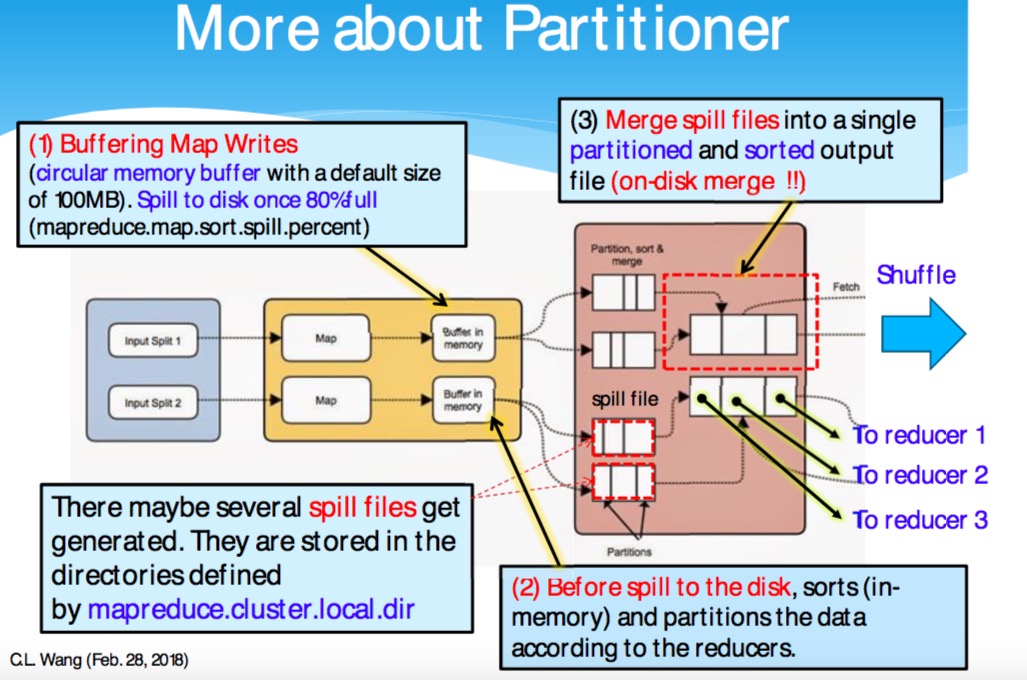 More about Partitioner
(1) Buffering Map Writes
(circular memory buffer with a default size
of 100MB). Spill to disk once 80% full
(mapreduce.map.sort.spill.percent)
(3) Merge spill files into a single
partitioned and sorted output
file (on-disk merge !!)
Partition, sort &
merge
Fetch
Shuffle
Input Split 1
Map
Buffer in
memory
Input Split 2
Map
Buffer in
memory
spill file
To reducer 1
To reducer 2
To reducer 3
Partitions
There maybe several spill files get
generated. They are stored in the
directories defined
by mapreduce.cluster.local.dir
(2) Before spill to the disk, sorts (in-
memory) and partitions the data
according to the reducers.
C.L. Wang (Feb. 28, 2018)